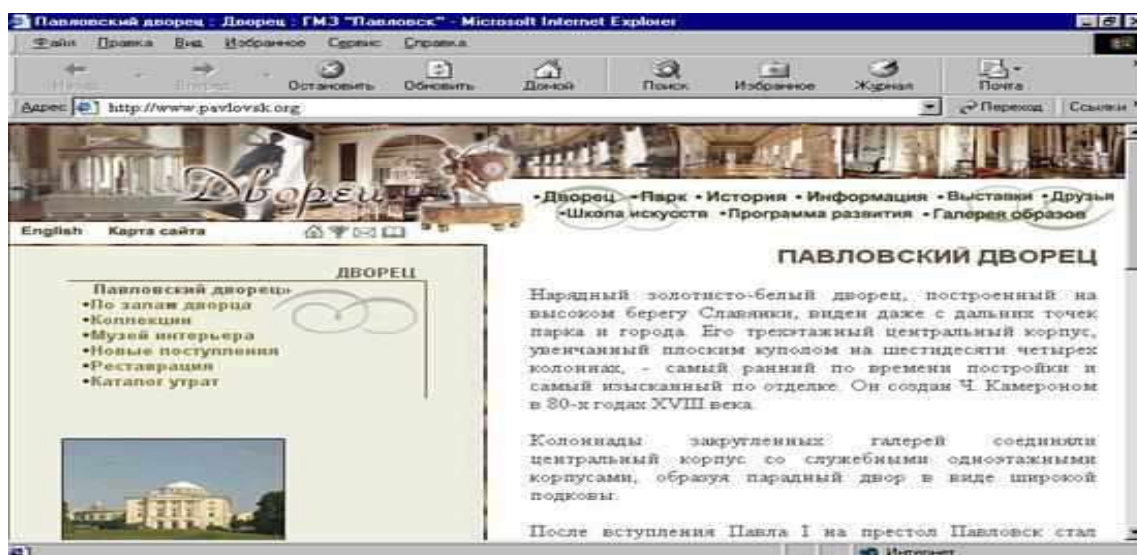 Павловский дворец : Дворец : ГМЗ "Павловск" - Microsoft Internet Explorer
Файл Правка Вид Избранное Сервис Справка
Назад Вперед Остановить Обновить Домой Поиск Избранное Журнал Почта
Адрес http://www.pavlovsk.org Переход Ссылки
Дворец
•Дворец •Парк •История •Информация •Выставки •Друзья
•Школа искусств •Программа развития •Галерея образов
English Карта сайта
ДВОРЕЦ
Павловский дворец»
•По залам дворца
•Коллекции
•Музей интерьера
•Новые поступления
•Реставрация
•Каталог утрат
ПАВЛОВСКИЙ ДВОРЕЦ
Нарядный золотисто-белый дворец, построенный на
высоком берегу Славянки, виден даже с дальних точек
парка и города. Его трехэтажный центральный корпус,
увенчанный плоским куполом на шестидесяти четырех
колоннах, - самый ранний по времени постройки и
самый изысканный по отделке. Он создан Ч. Камероном
в 80-х годах XVIII века.
Колоннады закругленных галерей соединяли
центральный корпус со служебными одноэтажными
корпусами, образуя парадный двор в виде широкой
подковы.
После вступления Павла I на престол Павловск стал
Интернет